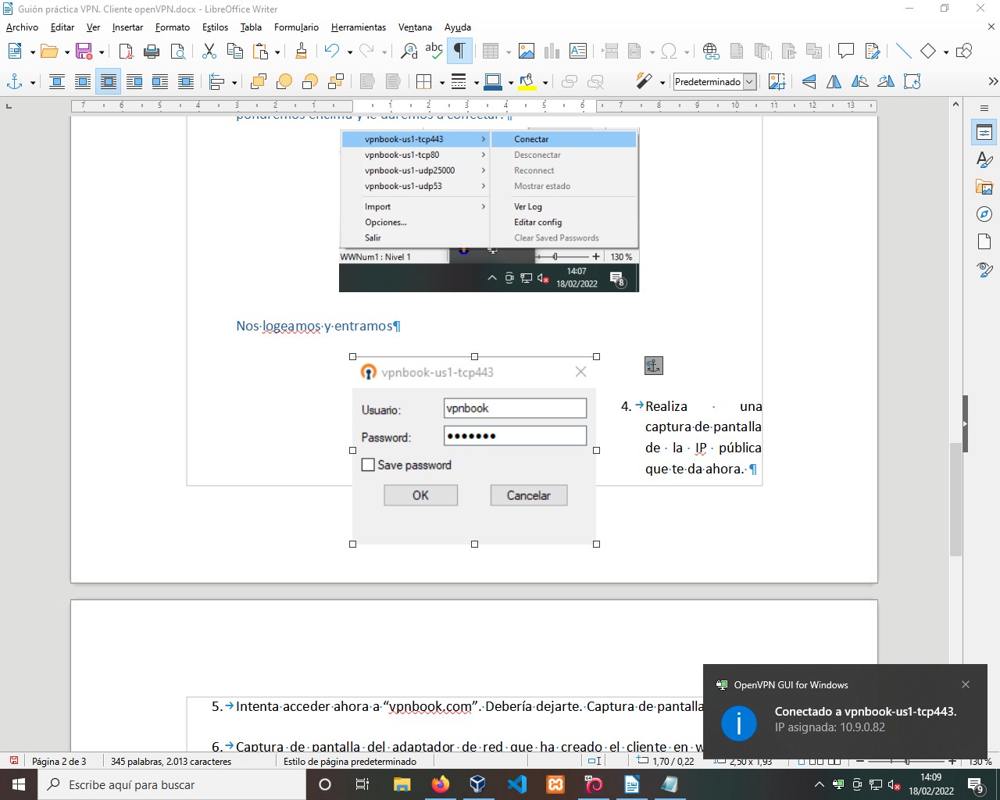 Guión práctica VPN. Cliente openVPN.docx - LibreOffice Writer
Archivo Editar Ver Insertar Formato Estilos Tabla Formulario Herramientas Ventana Ayuda
abc
Predeterminado
7 6 5 4 3 2 1 1 2 3 4 5 6 7 8 9 10 11 12 13
vpnbook-us1-tcp443 Conectar
vpnbook-us1-tcp80 Desconectar
vpnbook-us1-udp25000 Reconnect
vpnbook-us1-udp53 Mostrar estado
Import Ver Log
Opciones... Editar config
Salir Clear Saved Passwords
WWNum1 : Nivel 1 130 %
14:07
18/02/2022
8
Nos logeamos y entramos¶
vpnbook-us1-tcp443
Usuario: vpnbook
Password: •••••••
Save password
OK Cancelar
4. Realiza una
captura de pantalla
de la IP pública
que te da ahora. ¶
5. Intenta acceder ahora a “vpnbook.com”. Debería dejarte. Captura de pantalla
6. Captura de pantalla del adaptador de red que ha creado el cliente en
OpenVPN GUI for Windows
Conectado a vpnbook-us1-tcp443.
IP asignada: 10.9.0.82
Página 2 de 3 345 palabras, 2.013 caracteres Estilo de página predeterminado 1,70 / 0,22 2,50 x 1,93 130 %
Escribe aquí para buscar
14:09
18/02/2022
9